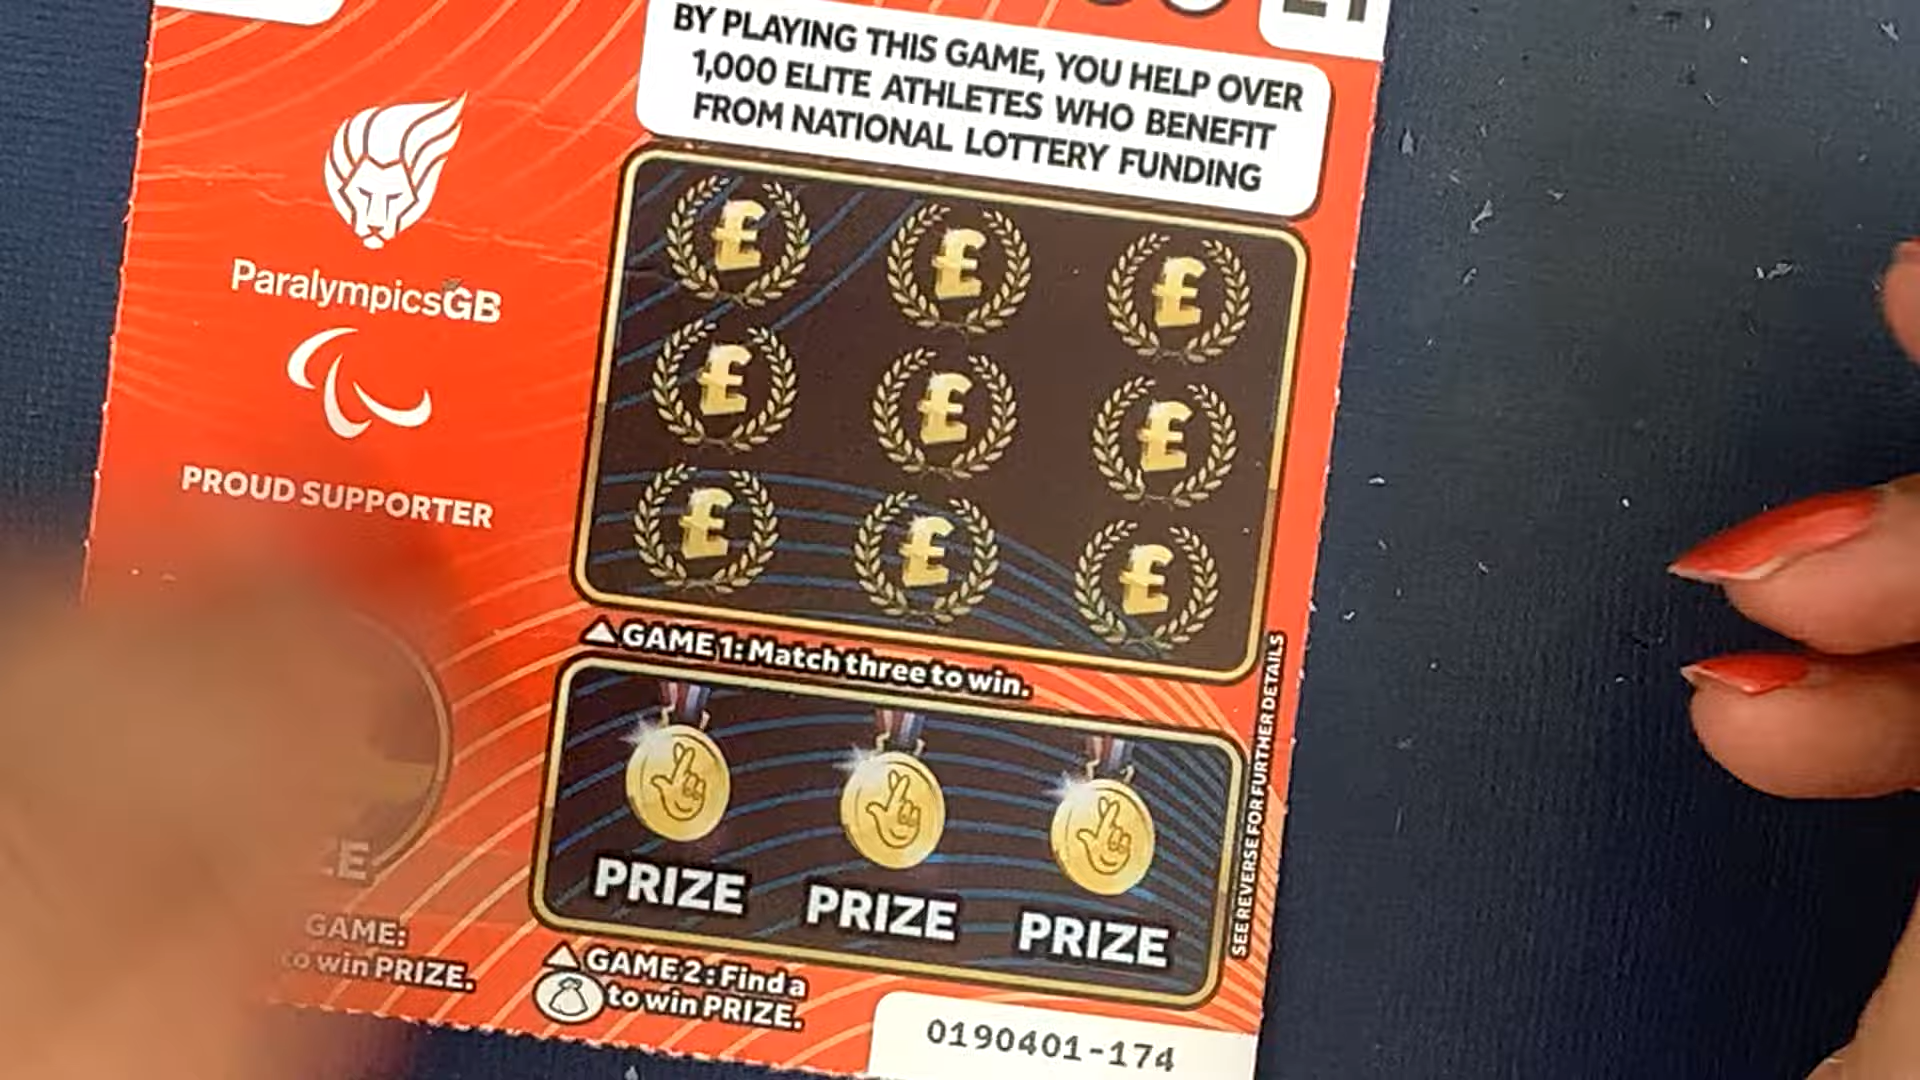 BY PLAYING THIS GAME, YOU HELP OVER
1,000 ELITE ATHLETES WHO BENEFIT
FROM NATIONAL LOTTERY FUNDING
ParalympicsGB
PROUD SUPPORTER
£ £ £
£ £ £
£ £ £
GAME 1: Match three to win.
PRIZE PRIZE PRIZE
GAME:
to win PRIZE.
GAME 2: Find a
to win PRIZE.
SEE REVERSE FOR FURTHER DETAILS
0190401-174